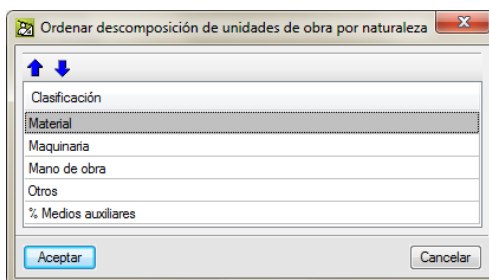 Ordenar descomposición de unidades de obra por naturaleza
Clasificación
Material
Maquinaria
Mano de obra
Otros
% Medios auxiliares
Aceptar
Cancelar